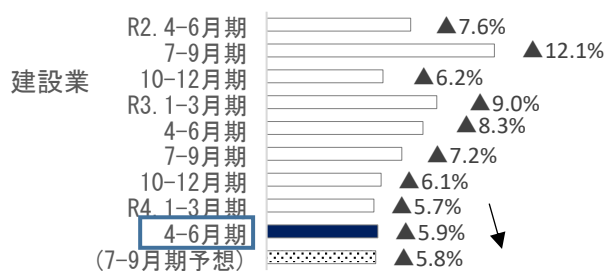 R2.4-6月期 ▲7.6%
7-9月期 ▲12.1%
建設業
10-12月期 ▲6.2%
R3.1-3月期 ▲9.0%
4-6月期 ▲8.3%
7-9月期 ▲7.2%
10-12月期 ▲6.1%
R4.1-3月期 ▲5.7%
4-6月期 ▲5.9%
(7-9月期予想) ▲5.8%